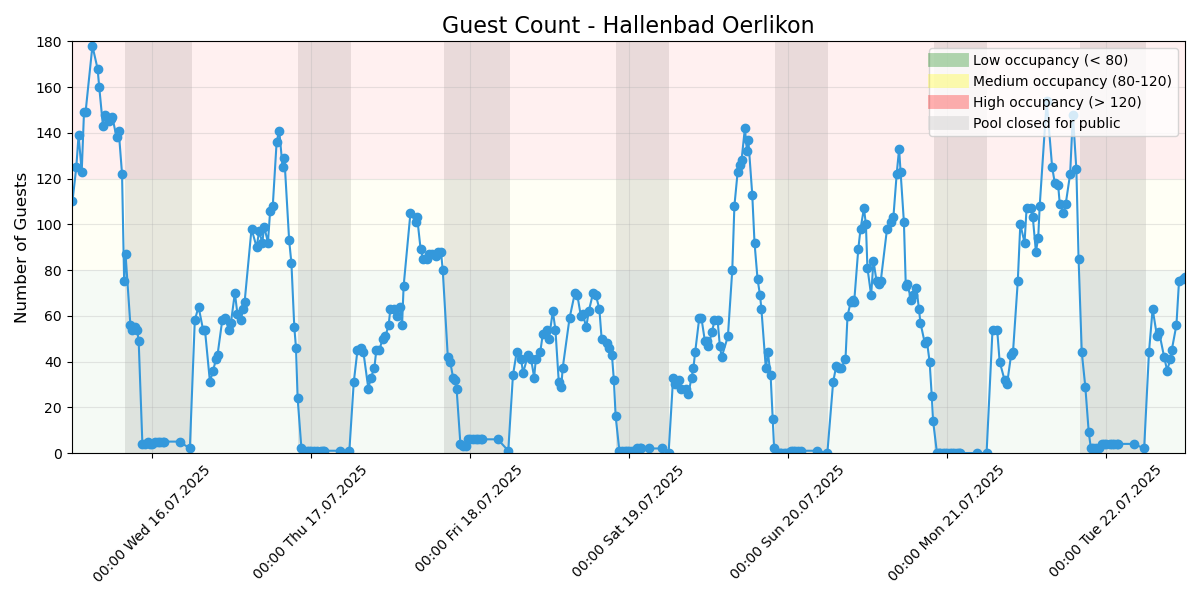 Guest Count - Hallenbad Oerlikon
Number of Guests
180
160
140
120
100
80
60
40
20
0
Low occupancy (< 80)
Medium occupancy (80-120)
High occupancy (> 120)
Pool closed for public
00:00 Wed 16.07.2025
00:00 Thu 17.07.2025
00:00 Fri 18.07.2025
00:00 Sat 19.07.2025
00:00 Sun 20.07.2025
00:00 Mon 21.07.2025
00:00 Tue 22.07.2025